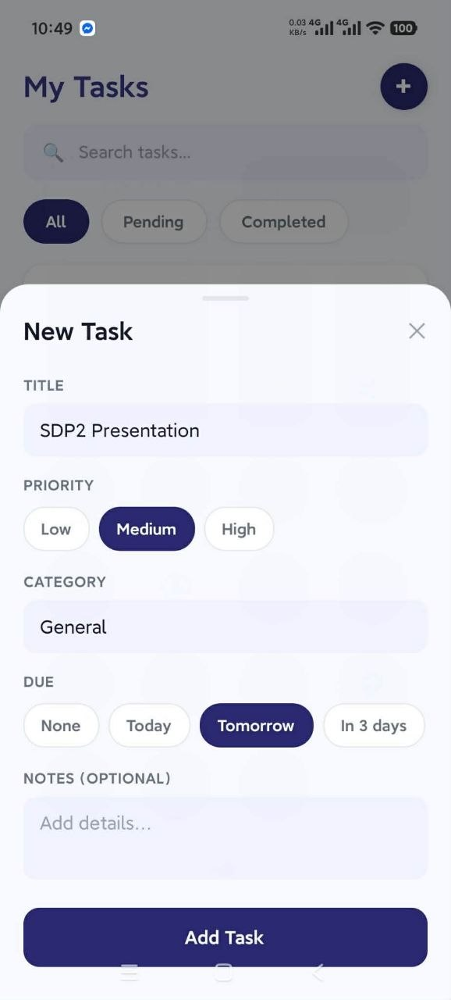 10:49
0.03 KB/s 4G 4G 100
My Tasks
+
Search tasks...
All Pending Completed
New Task
TITLE
SDP2 Presentation
PRIORITY
Low Medium High
CATEGORY
General
DUE
None Today Tomorrow In 3 days
NOTES (OPTIONAL)
Add details...
Add Task